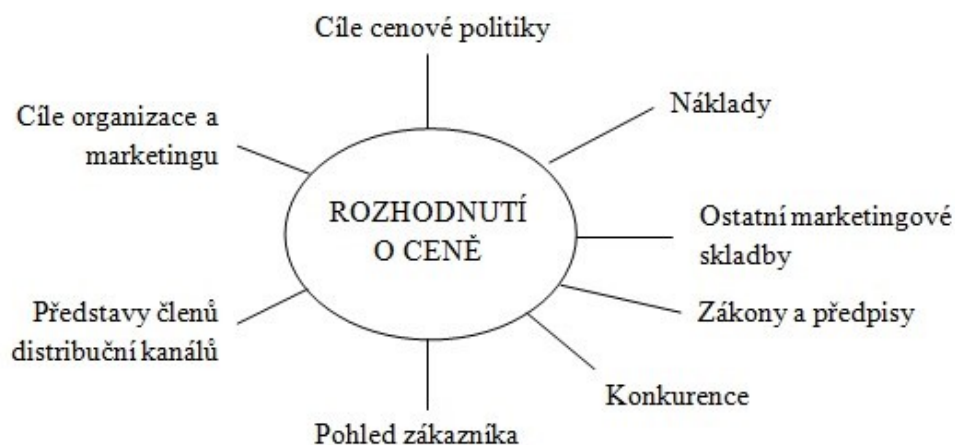 Cíle cenové politiky
Náklady
Cíle organizace a
marketingu
ROZHODNUTÍ
O CENĚ
Ostatní marketingové
skladby
Představy členů
distribuční kanálů
Zákony a předpisy
Konkurence
Pohled zákazníka